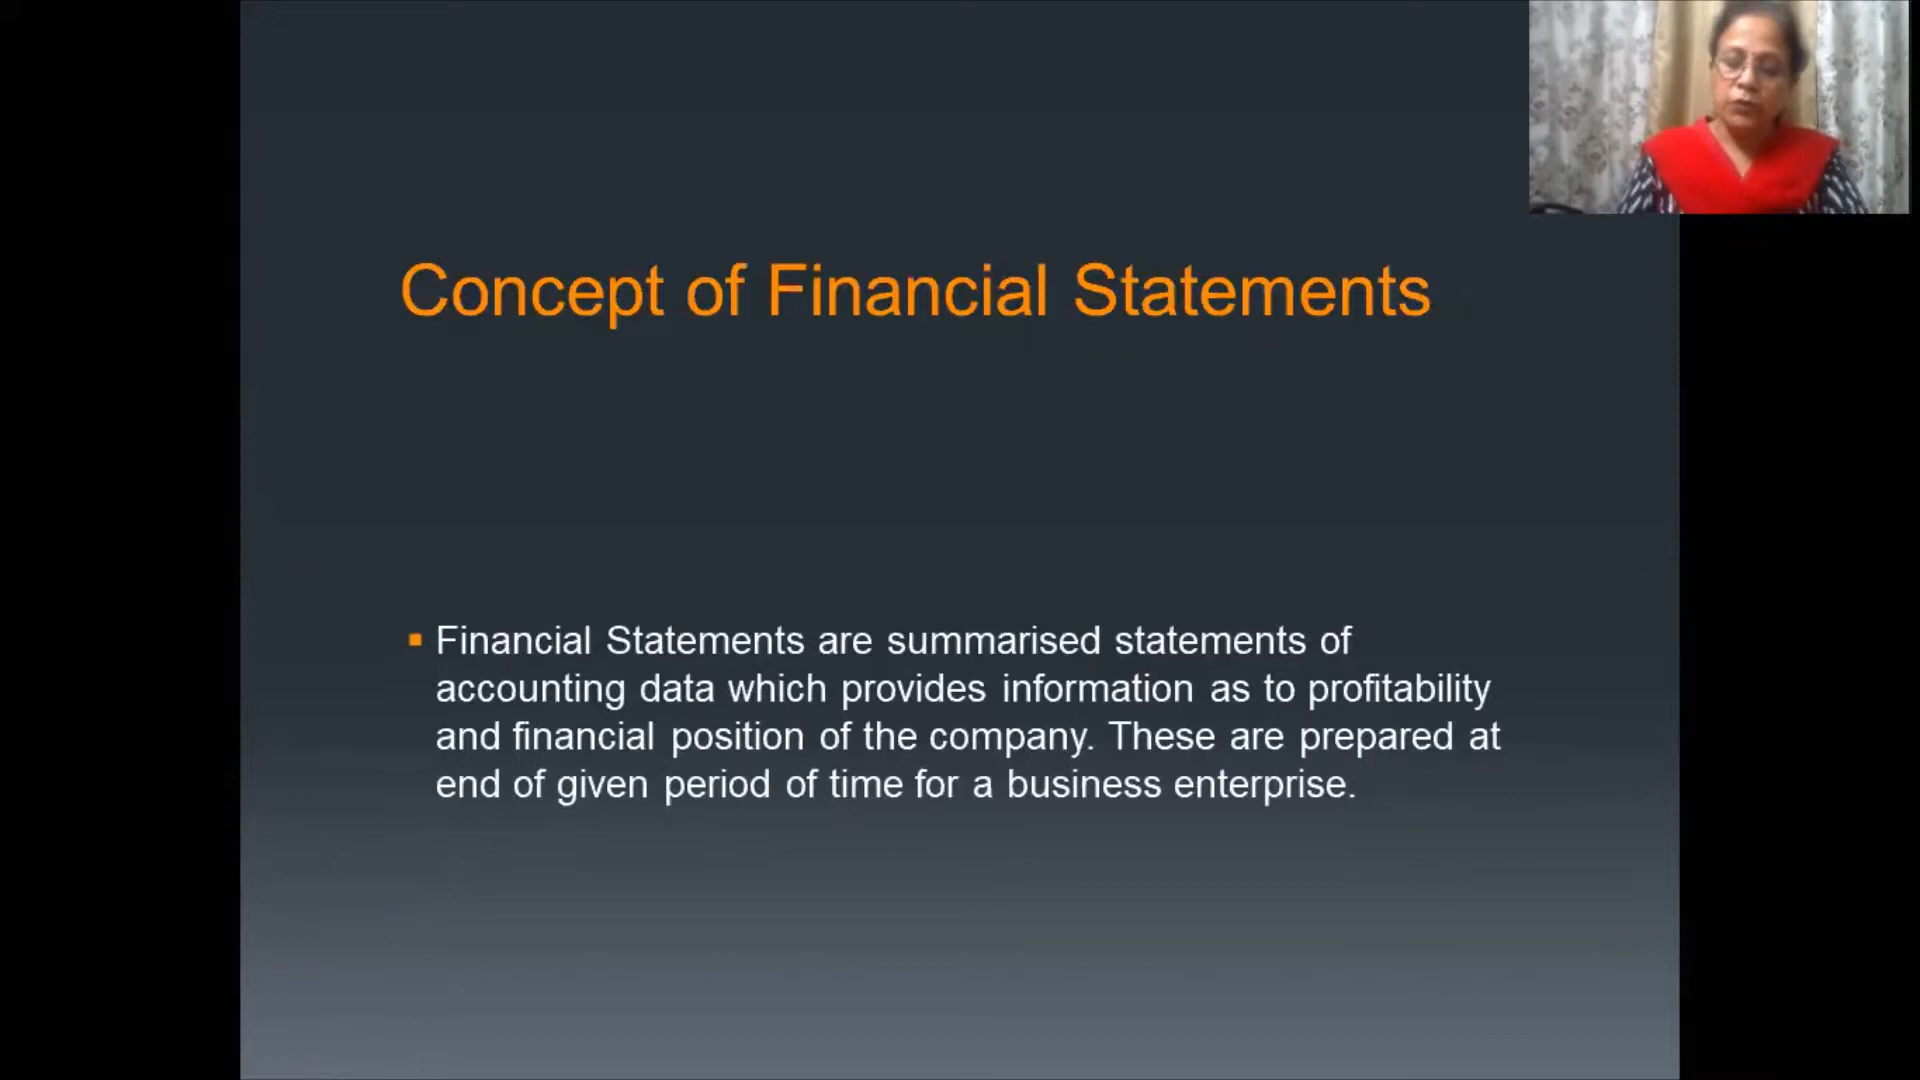 Concept of Financial Statements
▪ Financial Statements are summarised statements of
accounting data which provides information as to profitability
and financial position of the company. These are prepared at
end of given period of time for a business enterprise.